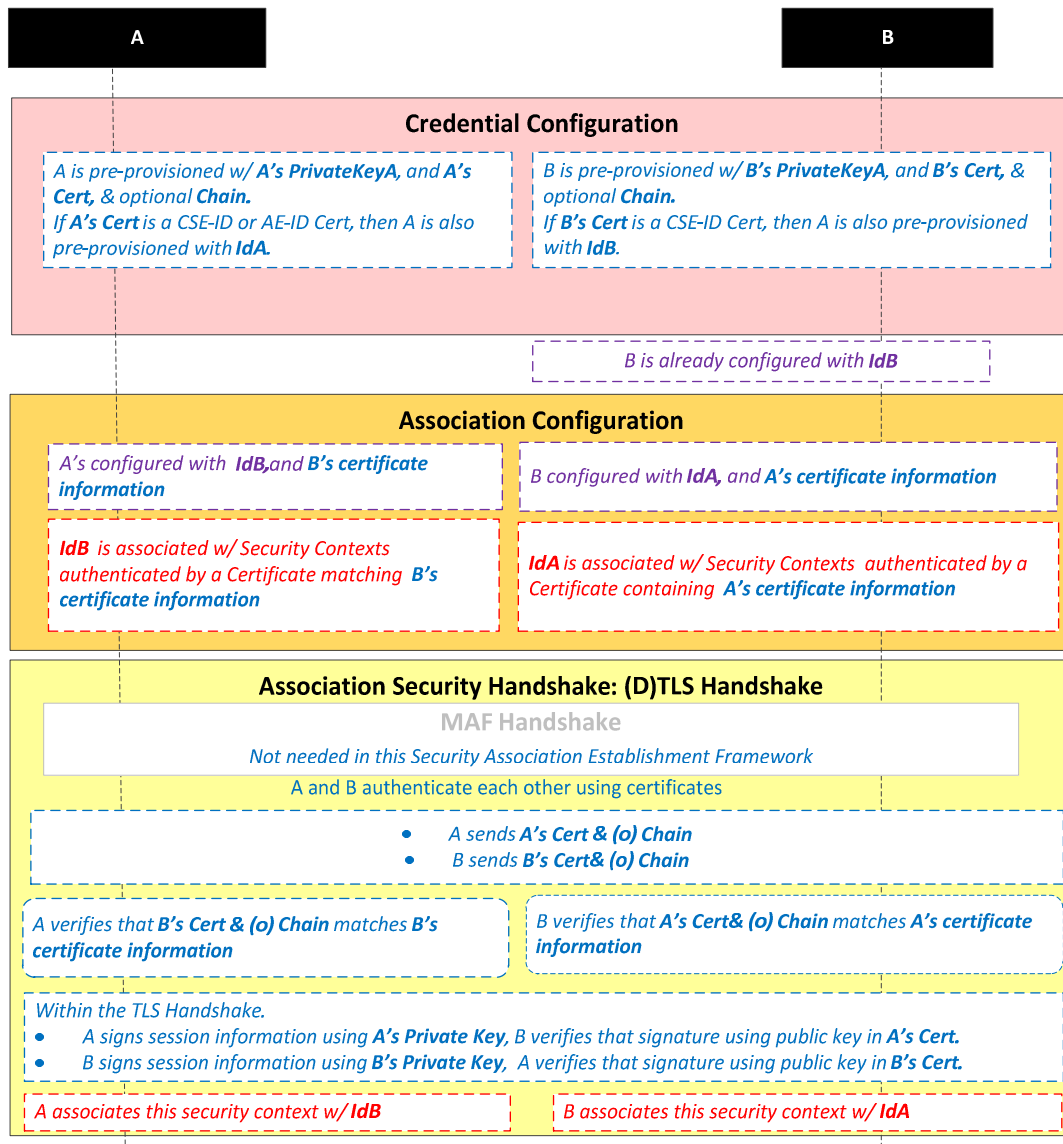 A
B
Credential Configuration
A is pre-provisioned w/ A's PrivateKeyA, and A's
Cert, & optional Chain.
If A's Cert is a CSE-ID or AE-ID Cert, then A is also
pre-provisioned with IdA.
B is pre-provisioned w/ B's PrivateKeyA, and B's Cert, &
optional Chain.
If B's Cert is a CSE-ID Cert, then A is also pre-provisioned
with IdB.
B is already configured with IdB
Association Configuration
A's configured with IdB, and B's certificate
information
B configured with IdA, and A's certificate information
IdB is associated w/ Security Contexts
authenticated by a Certificate matching B's
certificate information
IdA is associated w/ Security Contexts authenticated by a
Certificate containing A's certificate information
Association Security Handshake: (D)TLS Handshake
MAF Handshake
Not needed in this Security Association Establishment Framework
A and B authenticate each other using certificates
• A sends A's Cert & (o) Chain
• B sends B's Cert& (o) Chain
A verifies that B's Cert & (o) Chain matches B's
certificate information
B verifies that A's Cert& (o) Chain matches A's certificate
information
Within the TLS Handshake.
• A signs session information using A's Private Key, B verifies that signature using public key in A's Cert.
• B signs session information using B's Private Key, A verifies that signature using public key in B's Cert.
A associates this security context w/ IdB
B associates this security context w/ IdA